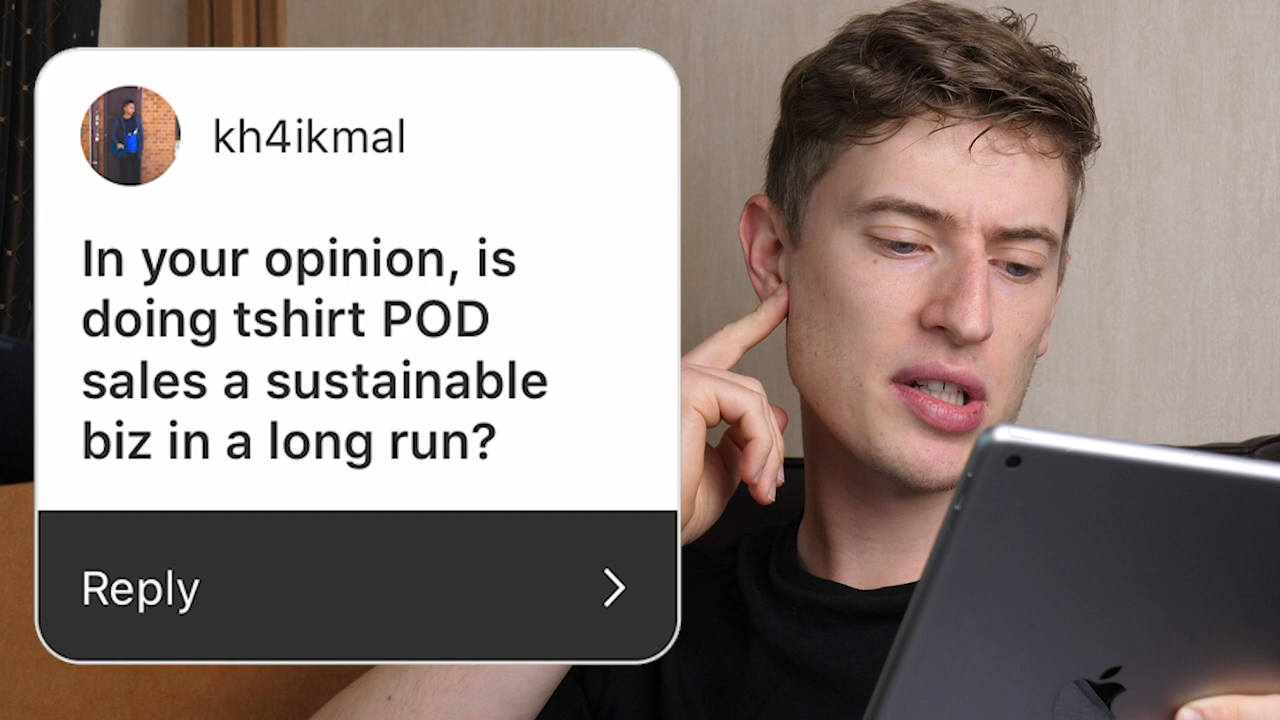 kh4ikmal
In your opinion, is
doing tshirt POD
sales a sustainable
biz in a long run?
Reply